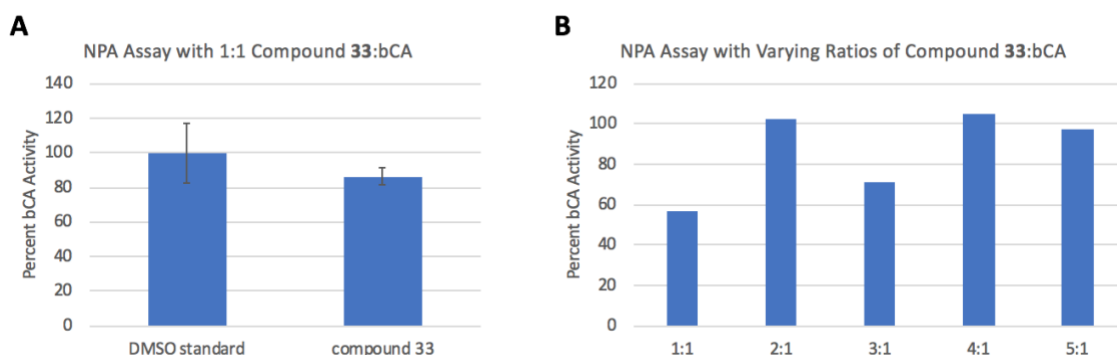 A
NPA Assay with 1:1 Compound 33:bCA
Percent bCA Activity
140
120
100
80
60
40
20
0
DMSO standard compound 33
B
NPA Assay with Varying Ratios of Compound 33:bCA
Percent bCA Activity
120
100
80
60
40
20
0
1:1 2:1 3:1 4:1 5:1